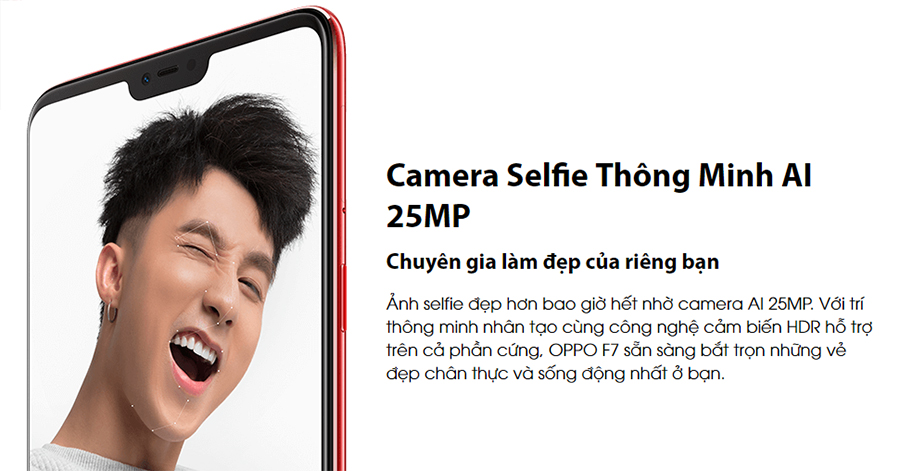 Camera Selfie Thông Minh AI
25MP
Chuyên gia làm đẹp của riêng bạn
Ảnh selfie đẹp hơn bao giờ hết nhờ camera AI 25MP. Với trí
thông minh nhân tạo cùng công nghệ cảm biến HDR hỗ trợ
trên cả phần cứng, OPPO F7 sẵn sàng bắt trọn những vẻ
đẹp chân thực và sống động nhất ở bạn.